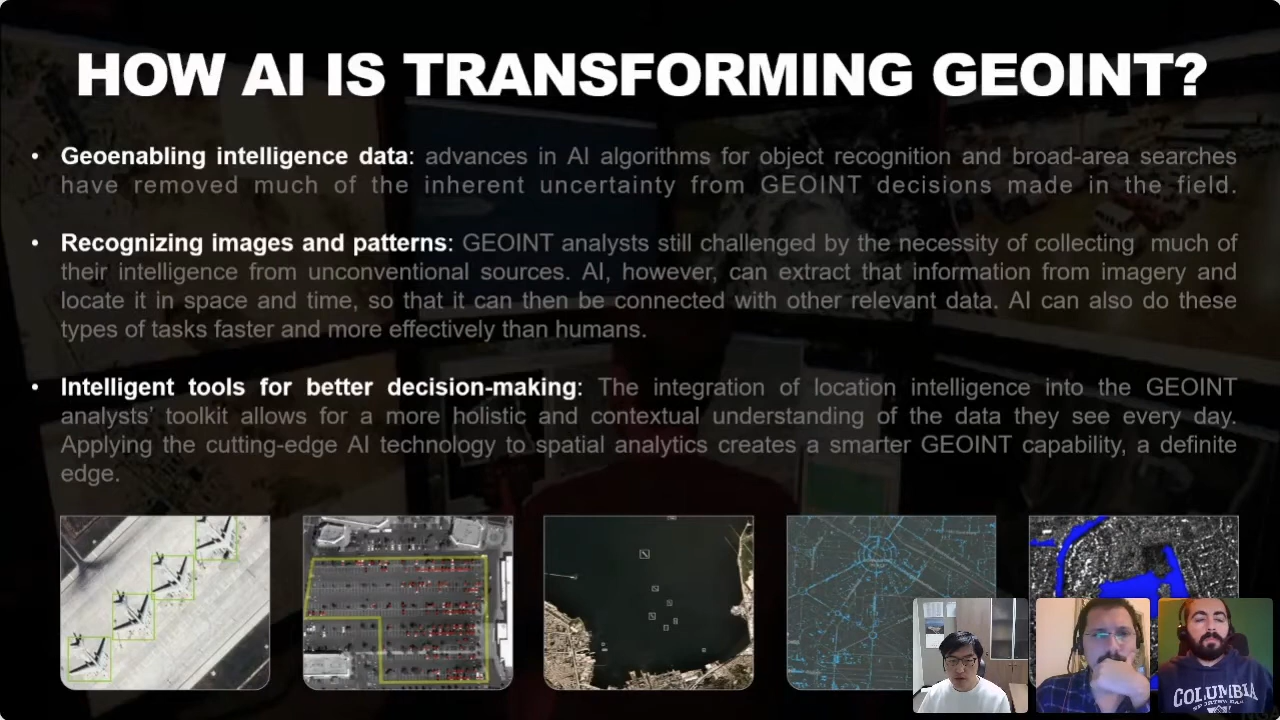 HOW AI IS TRANSFORMING GEOINT?
• Geoenabling intelligence data: advances in AI algorithms for object recognition and broad-area searches
have removed much of the inherent uncertainty from GEOINT decisions made in the field.
• Recognizing images and patterns: GEOINT analysts still challenged by the necessity of collecting much of
their intelligence from unconventional sources. AI, however, can extract that information from imagery and
locate it in space and time, so that it can then be connected with other relevant data. AI can also do these
types of tasks faster and more effectively than humans.
• Intelligent tools for better decision-making: The integration of location intelligence into the GEOINT
analysts' toolkit allows for a more holistic and contextual understanding of the data they see every day.
Applying the cutting-edge AI technology to spatial analytics creates a smarter GEOINT capability, a definite
edge.
COLUMBIA